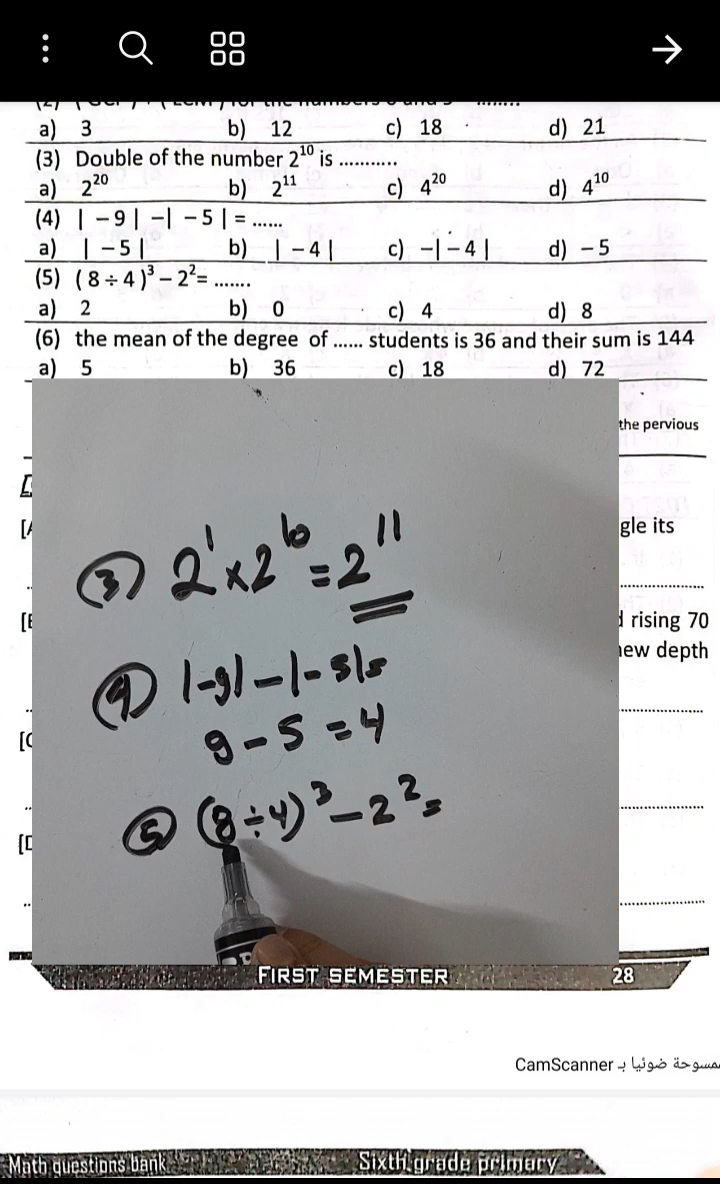 a) 3 b) 12 c) 18 d) 21
(3) Double of the number 2¹⁰ is ...........
a) 2²⁰ b) 2¹¹ c) 4²⁰ d) 4¹⁰
(4) | – 9 | –| – 5 | = ......
a) | – 5 | b) | – 4 | c) –| – 4 | d) – 5
(5) ( 8 ÷ 4 )³ – 2²= .......
a) 2 b) 0 c) 4 d) 8
(6) the mean of the degree of ...... students is 36 and their sum is 144
a) 5 b) 36 c) 18 d) 72
the pervious
gle its
rising 70
ew depth
③ 2¹ × 2¹⁰ = 2¹¹
④ |-9| – |-5| =
9 – 5 = 4
⑤ (8 ÷ 4)³ – 2² =
FIRST SEMESTER 28
ممسوحة ضوئيا بـ CamScanner
Math questions bank Sixth grade primary